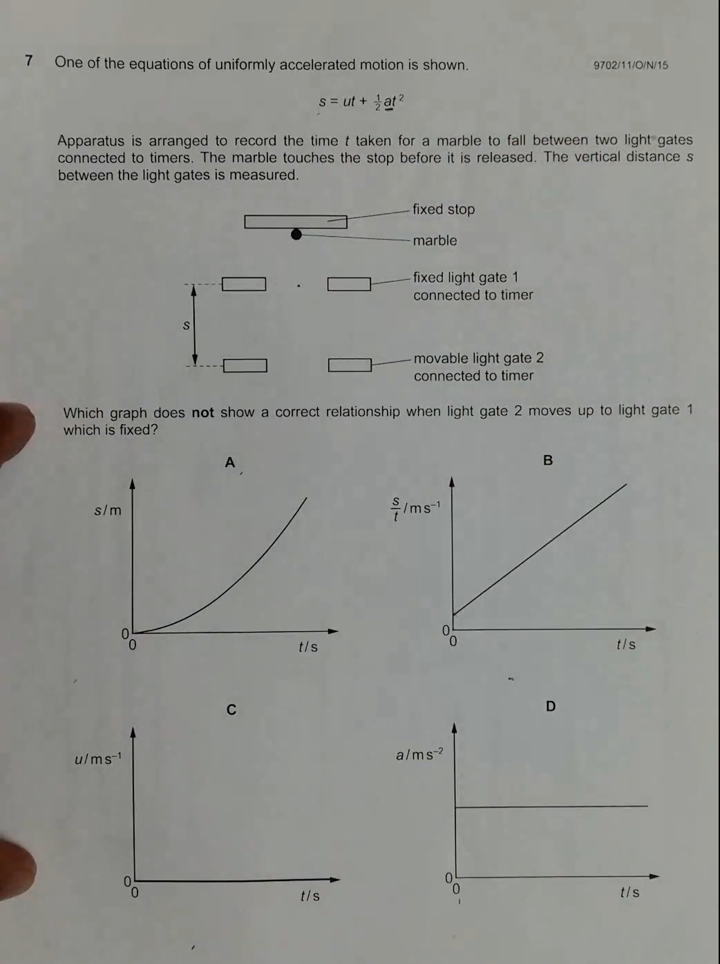 7 One of the equations of uniformly accelerated motion is shown. 9702/11/O/N/15
s = ut + ½at²
Apparatus is arranged to record the time t taken for a marble to fall between two light gates
connected to timers. The marble touches the stop before it is released. The vertical distance s
between the light gates is measured.
fixed stop
marble
fixed light gate 1
connected to timer
s
movable light gate 2
connected to timer
Which graph does not show a correct relationship when light gate 2 moves up to light gate 1
which is fixed?
A
s/m
0
0
t/s
B
s/t /ms⁻¹
0
0
t/s
C
u/ms⁻¹
0
0
t/s
D
a/ms⁻²
0
0
t/s